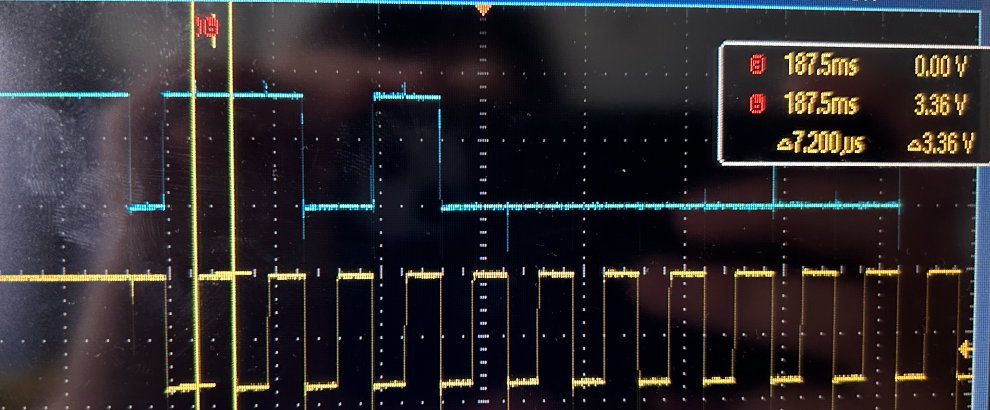 187.5ms 0.00 V
b 187.5ms 3.36 V
△7.200µs △3.36 V